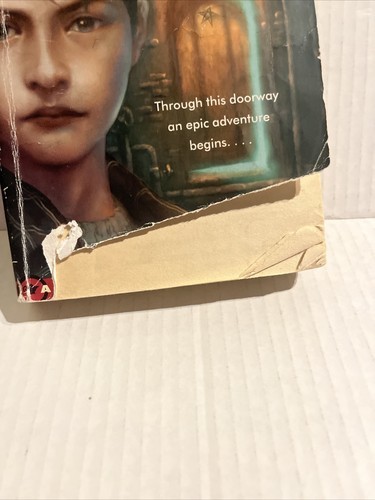 Through this doorway
an epic adventure
begins. . . .
A